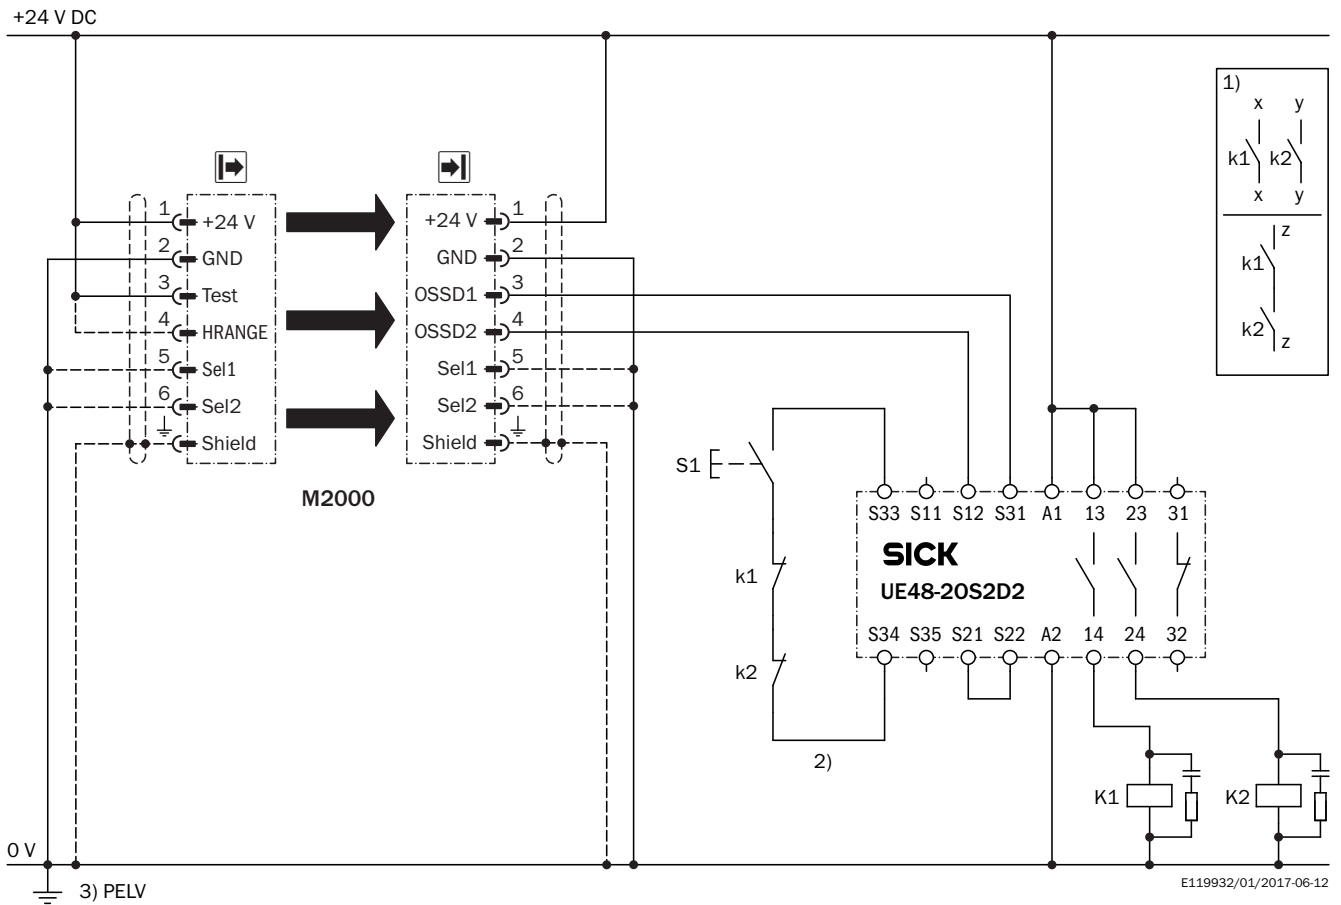 +24 V DC
1)
x y
k1 k2
x y
z
k1
k2
z
1 +24 V
2 GND
3 Test
4 HRANGE
5 Sel1
6 Sel2
Shield
+24 V 1
GND 2
OSSD1 3
OSSD2 4
Sel1 5
Sel2 6
Shield
M2000
S1
k1
k2
2)
S33 S11 S12 S31 A1 13 23 31
SICK
UE48-20S2D2
S34 S35 S21 S22 A2 14 24 32
K1 K2
0 V
3) PELV
E119932/01/2017-06-12